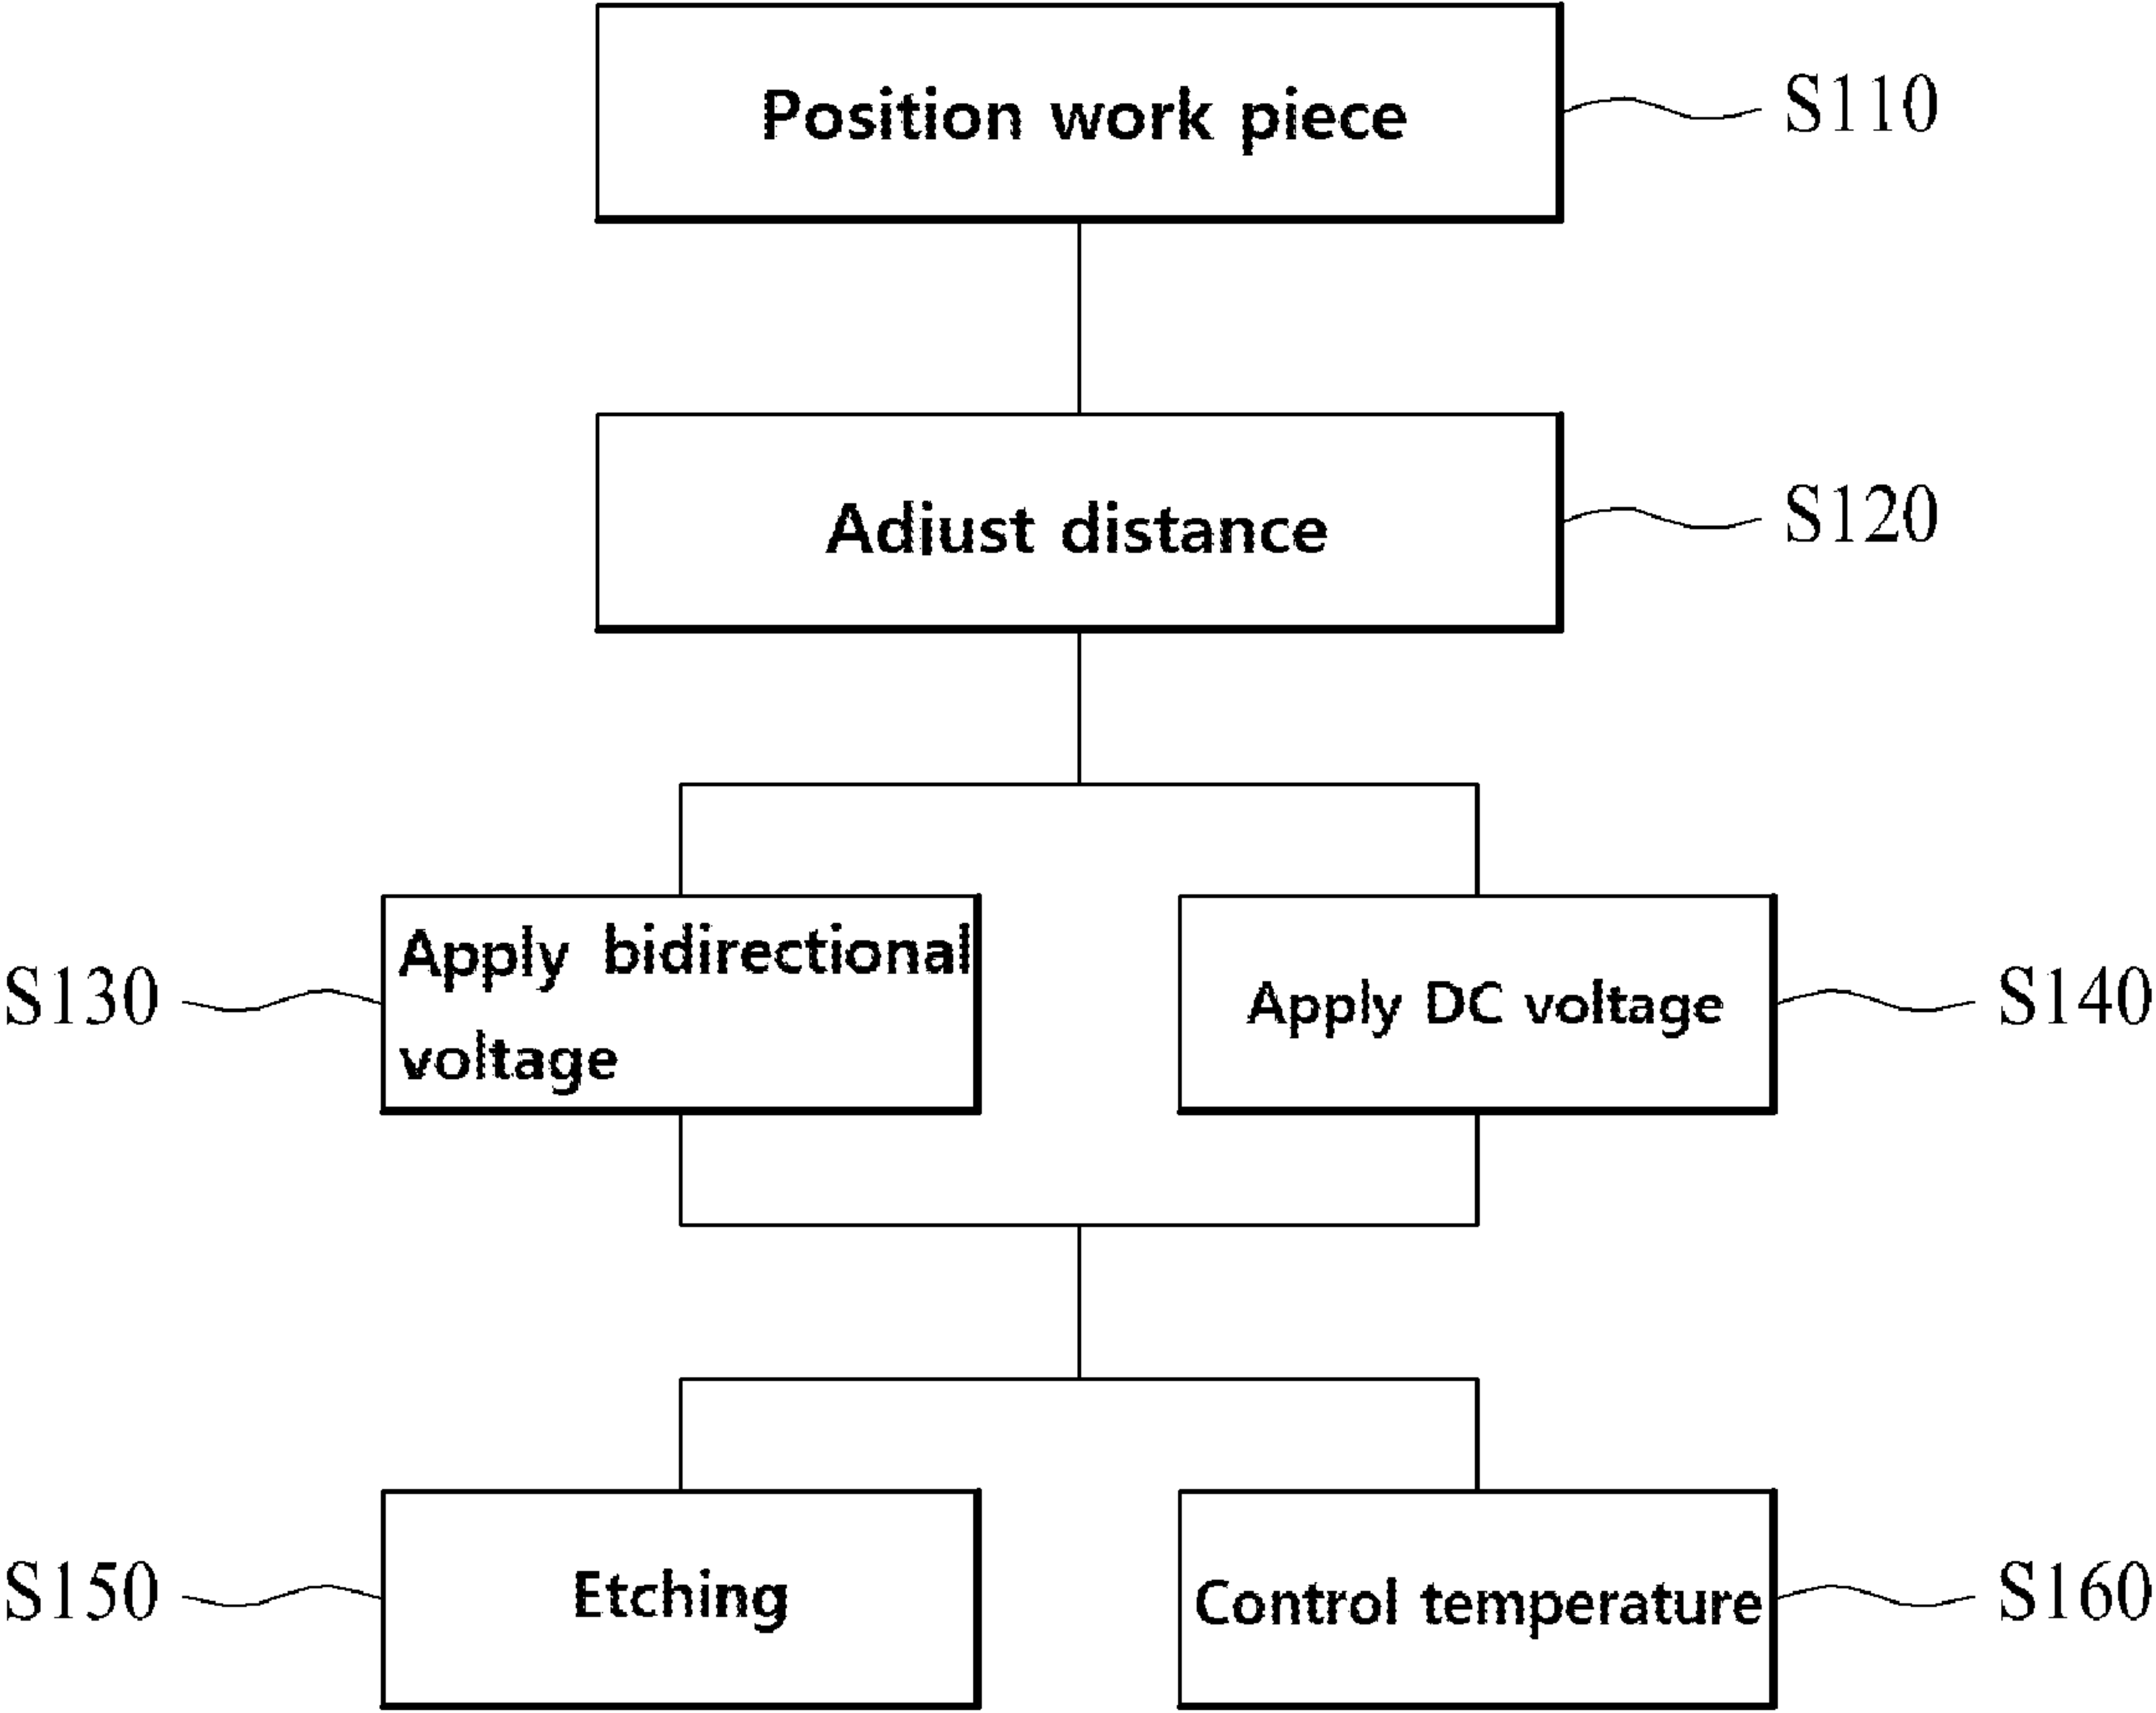 Position work piece
S110
Adjust distance
S120
S130
Apply bidirectional
voltage
Apply DC voltage
S140
S150
Etching
Control temperature
S160